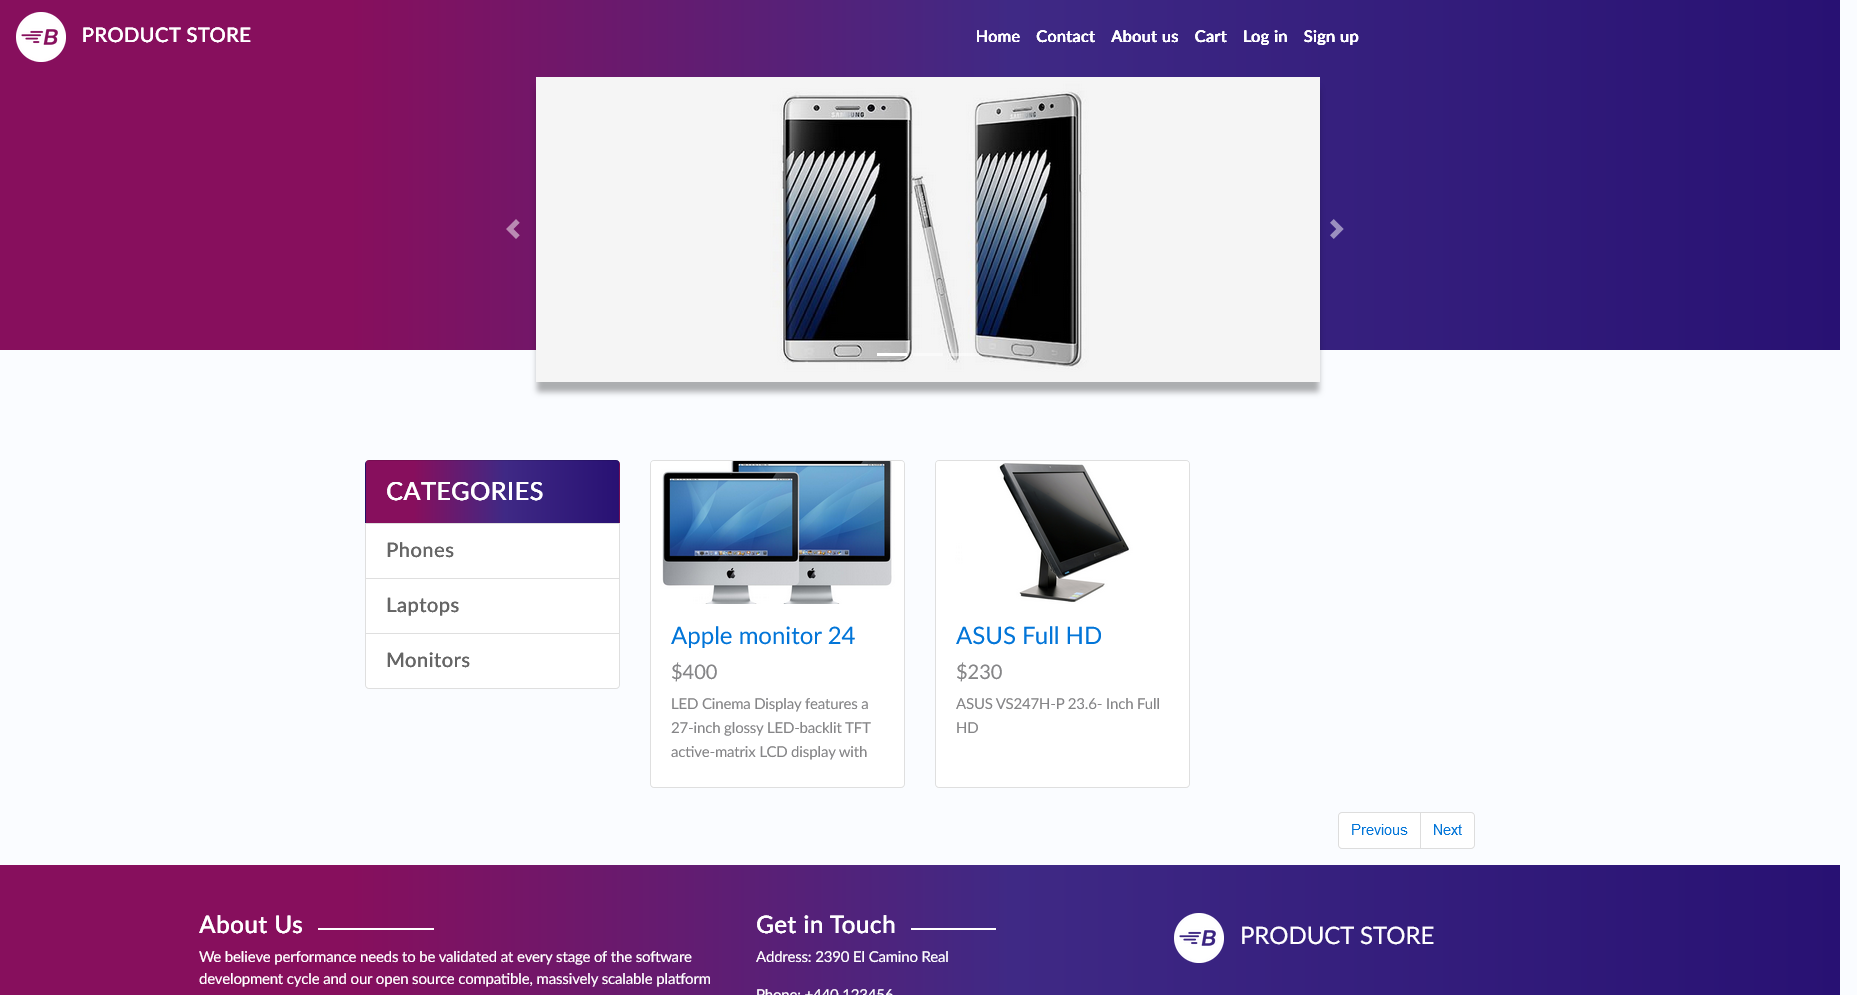 B PRODUCT STORE
Home Contact About us Cart Log in Sign up
SAMSUNG
SAMSUNG
CATEGORIES
Phones
Laptops
Monitors
Apple monitor 24
$400
LED Cinema Display features a
27-inch glossy LED-backlit TFT
active-matrix LCD display with
ASUS Full HD
$230
ASUS VS247H-P 23.6- Inch Full
HD
Previous Next
About Us
We believe performance needs to be validated at every stage of the software
development cycle and our open source compatible, massively scalable platform
Get in Touch
Address: 2390 El Camino Real
Phone: +440 123456
B PRODUCT STORE